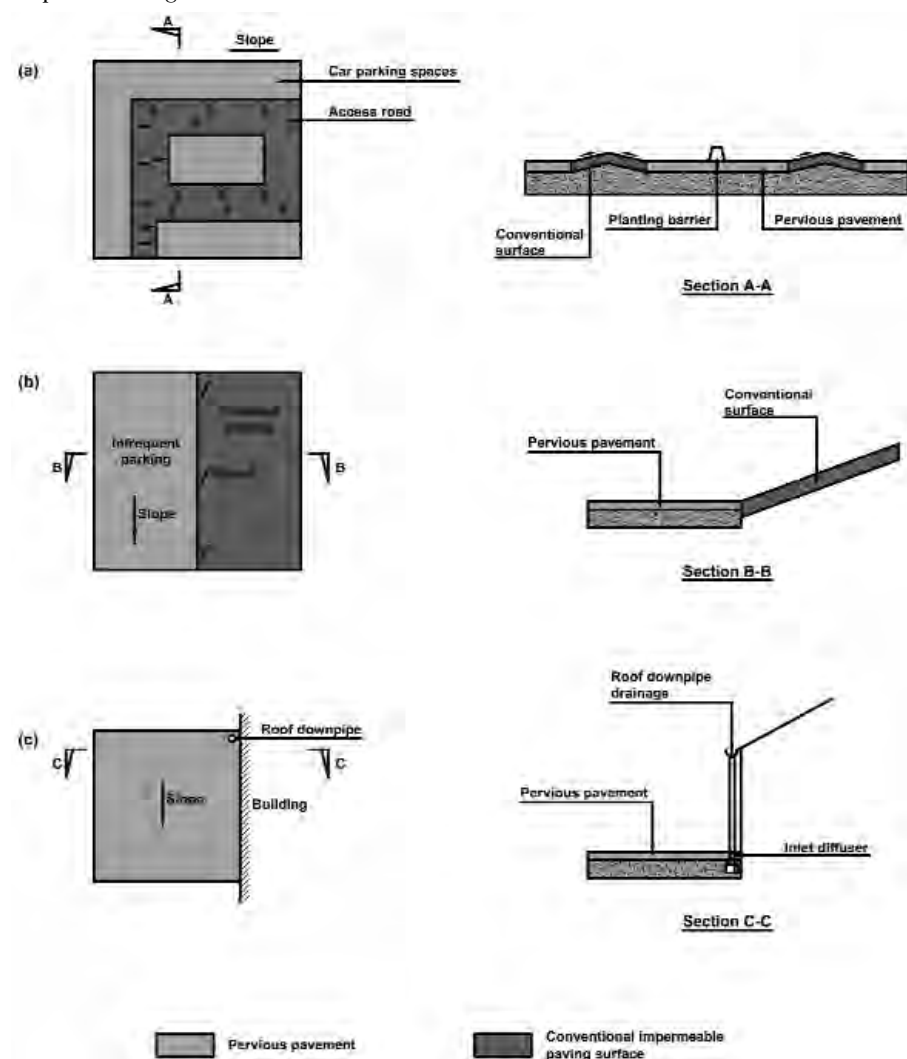 A
Slope
(a)
Car parking spaces
Access road
A
Planting barrier
Pervious pavement
Conventional
surface
Section A-A
(b)
Conventional
surface
Infrequent
parking
B
B
Pervious pavement
Slope
Section B-B
Roof downpipe
drainage
(c)
Roof downpipe
C
C
Slope
Building
Pervious pavement
Inlet diffuser
Section C-C
Pervious pavement
Conventional impermeable
paving surface